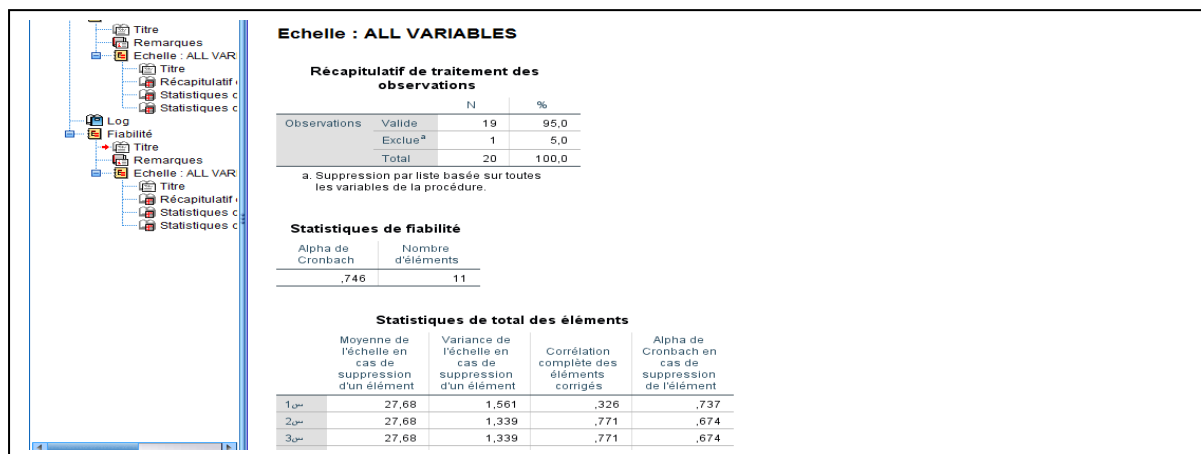 Titre
Remarques
Echelle : ALL VAR
Titre
Récapitulatif
Statistiques
Statistiques
Log
Fiabilité
Titre
Remarques
Echelle : ALL VAR
Titre
Récapitulatif
Statistiques
Statistiques
Echelle : ALL VARIABLES
Récapitulatif de traitement des
observations
N %
Observations Valide 19 95,0
Exclue^a 1 5,0
Total 20 100,0
a. Suppression par liste basée sur toutes
les variables de la procédure.
Statistiques de fiabilité
Alpha de
Cronbach
Nombre
d'éléments
,746 11
Statistiques de total des éléments
Moyenne de
l'échelle en
cas de
suppression
d'un élément
Variance de
l'échelle en
cas de
suppression
d'un élément
Corrélation
complète des
éléments
corrigés
Alpha de
Cronbach en
cas de
suppression
de l'élément
س1 27,68 1,561 ,326 ,737
س2 27,68 1,339 ,771 ,674
س3 27,68 1,339 ,771 ,674